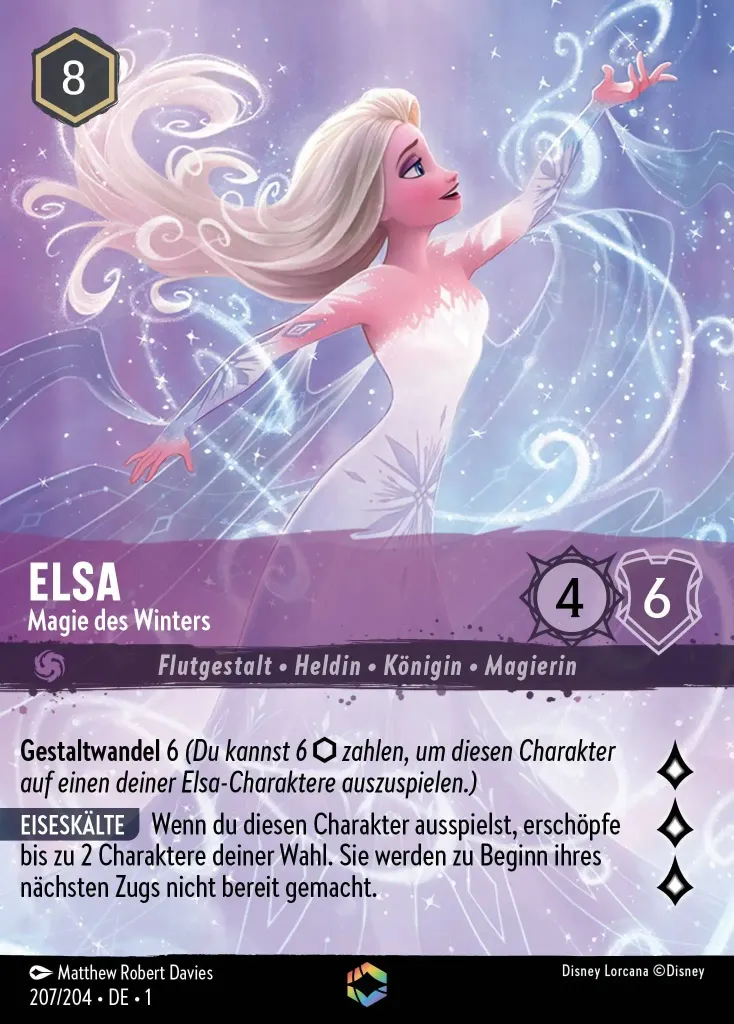 8
ELSA
Magie des Winters
4
6
Flutgestalt • Heldin • Königin • Magierin
Gestaltwandel 6 (Du kannst 6 ⬡ zahlen, um diesen Charakter
auf einen deiner Elsa-Charaktere auszuspielen.)
EISESKÄLTE Wenn du diesen Charakter ausspielst, erschöpfe
bis zu 2 Charaktere deiner Wahl. Sie werden zu Beginn ihres
nächsten Zugs nicht bereit gemacht.
Matthew Robert Davies
Disney Lorcana ©Disney
207/204 • DE • 1